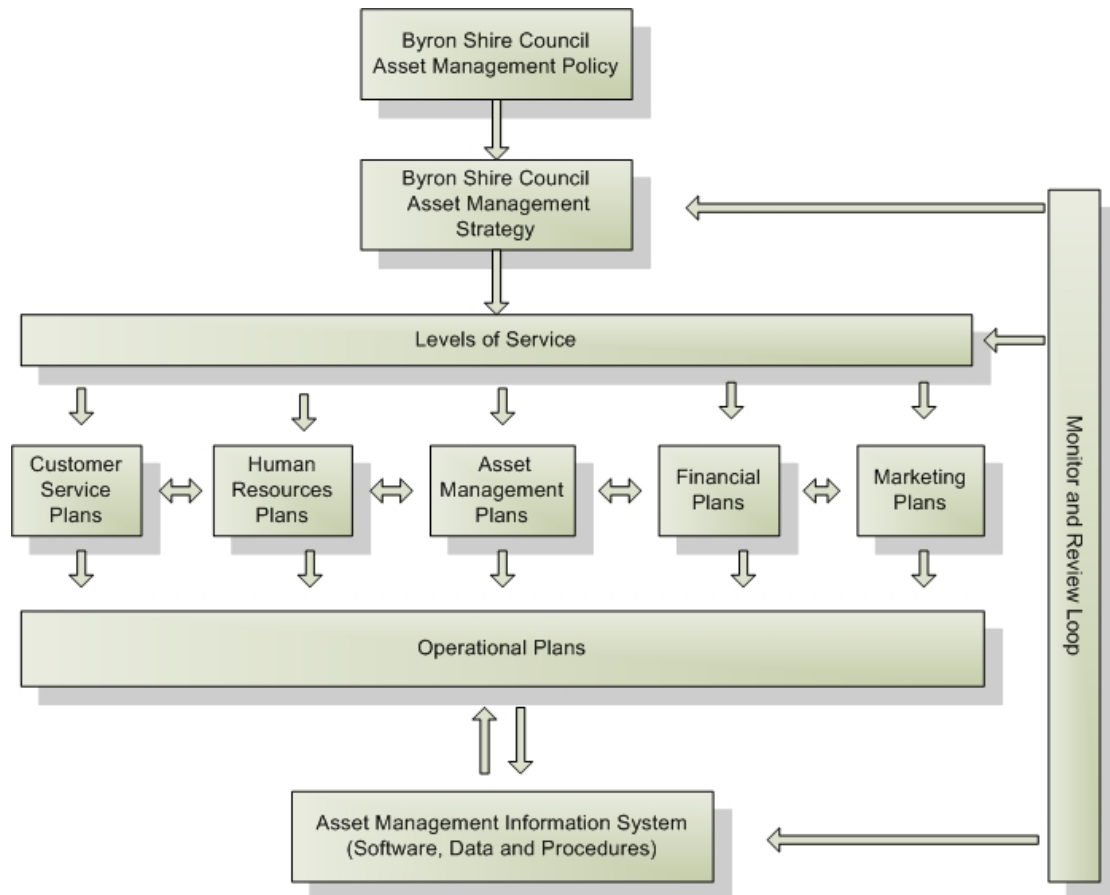 Byron Shire Council
Asset Management Policy
Byron Shire Council
Asset Management
Strategy
Levels of Service
Customer
Service
Plans
Human
Resources
Plans
Asset
Management
Plans
Financial
Plans
Marketing
Plans
Operational Plans
Asset Management Information System
(Software, Data and Procedures)
Monitor and Review Loop